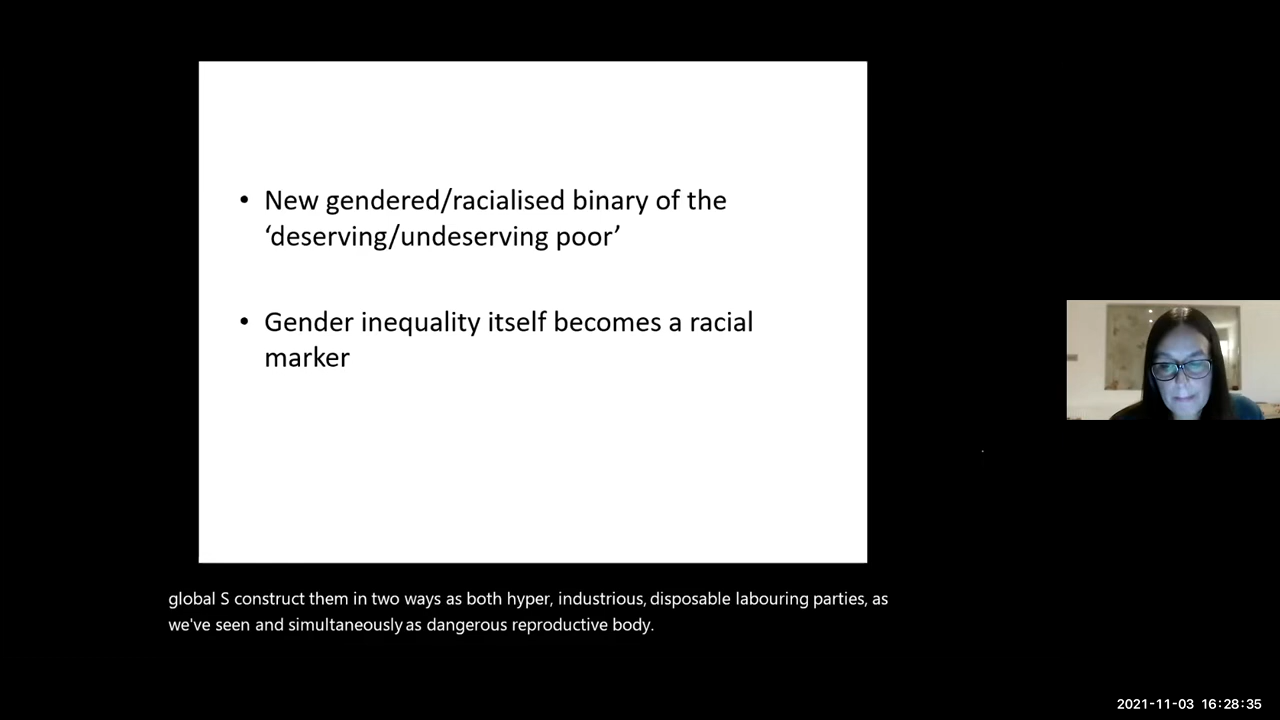 • New gendered/racialised binary of the
‘deserving/undeserving poor’
• Gender inequality itself becomes a racial
marker
global S construct them in two ways as both hyper, industrious, disposable labouring parties, as
we've seen and simultaneously as dangerous reproductive body.
2021-11-03 16:28:35